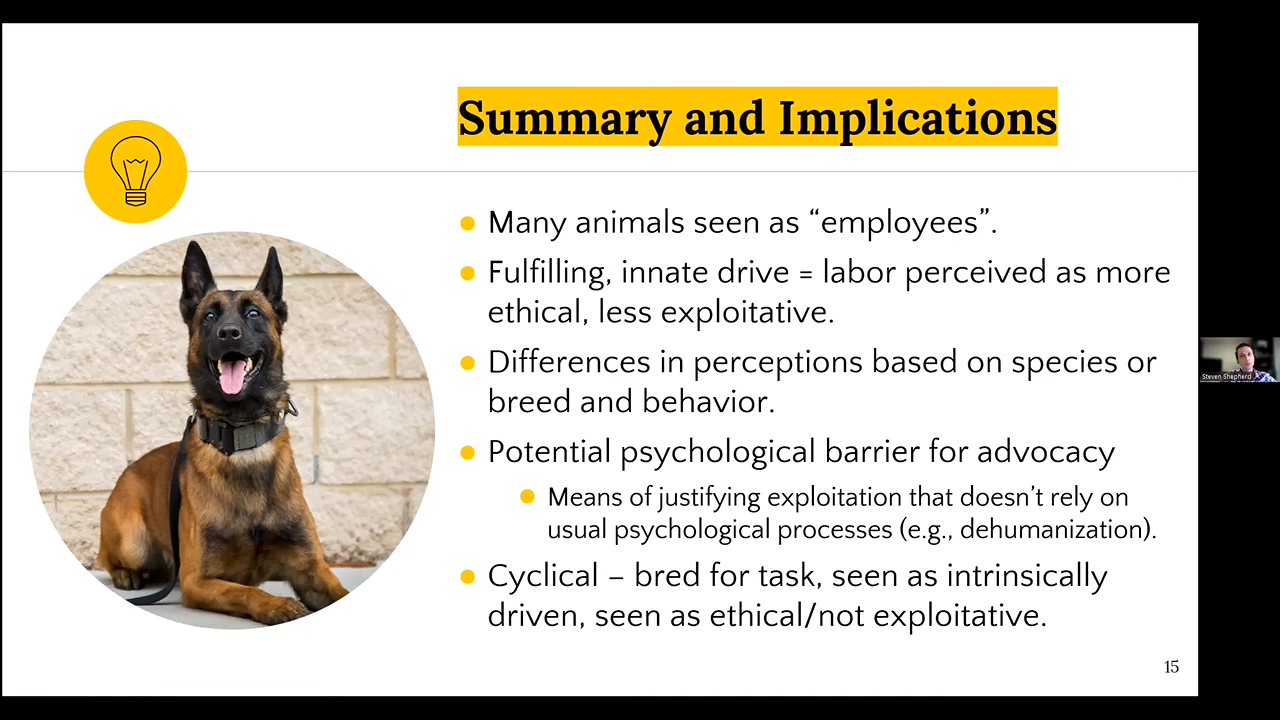 Summary and Implications
Many animals seen as “employees”.
Fulfilling, innate drive = labor perceived as more
ethical, less exploitative.
Differences in perceptions based on species or
breed and behavior.
Potential psychological barrier for advocacy
Means of justifying exploitation that doesn’t rely on
usual psychological processes (e.g., dehumanization).
Cyclical – bred for task, seen as intrinsically
driven, seen as ethical/not exploitative.
15
Steven Shepherd